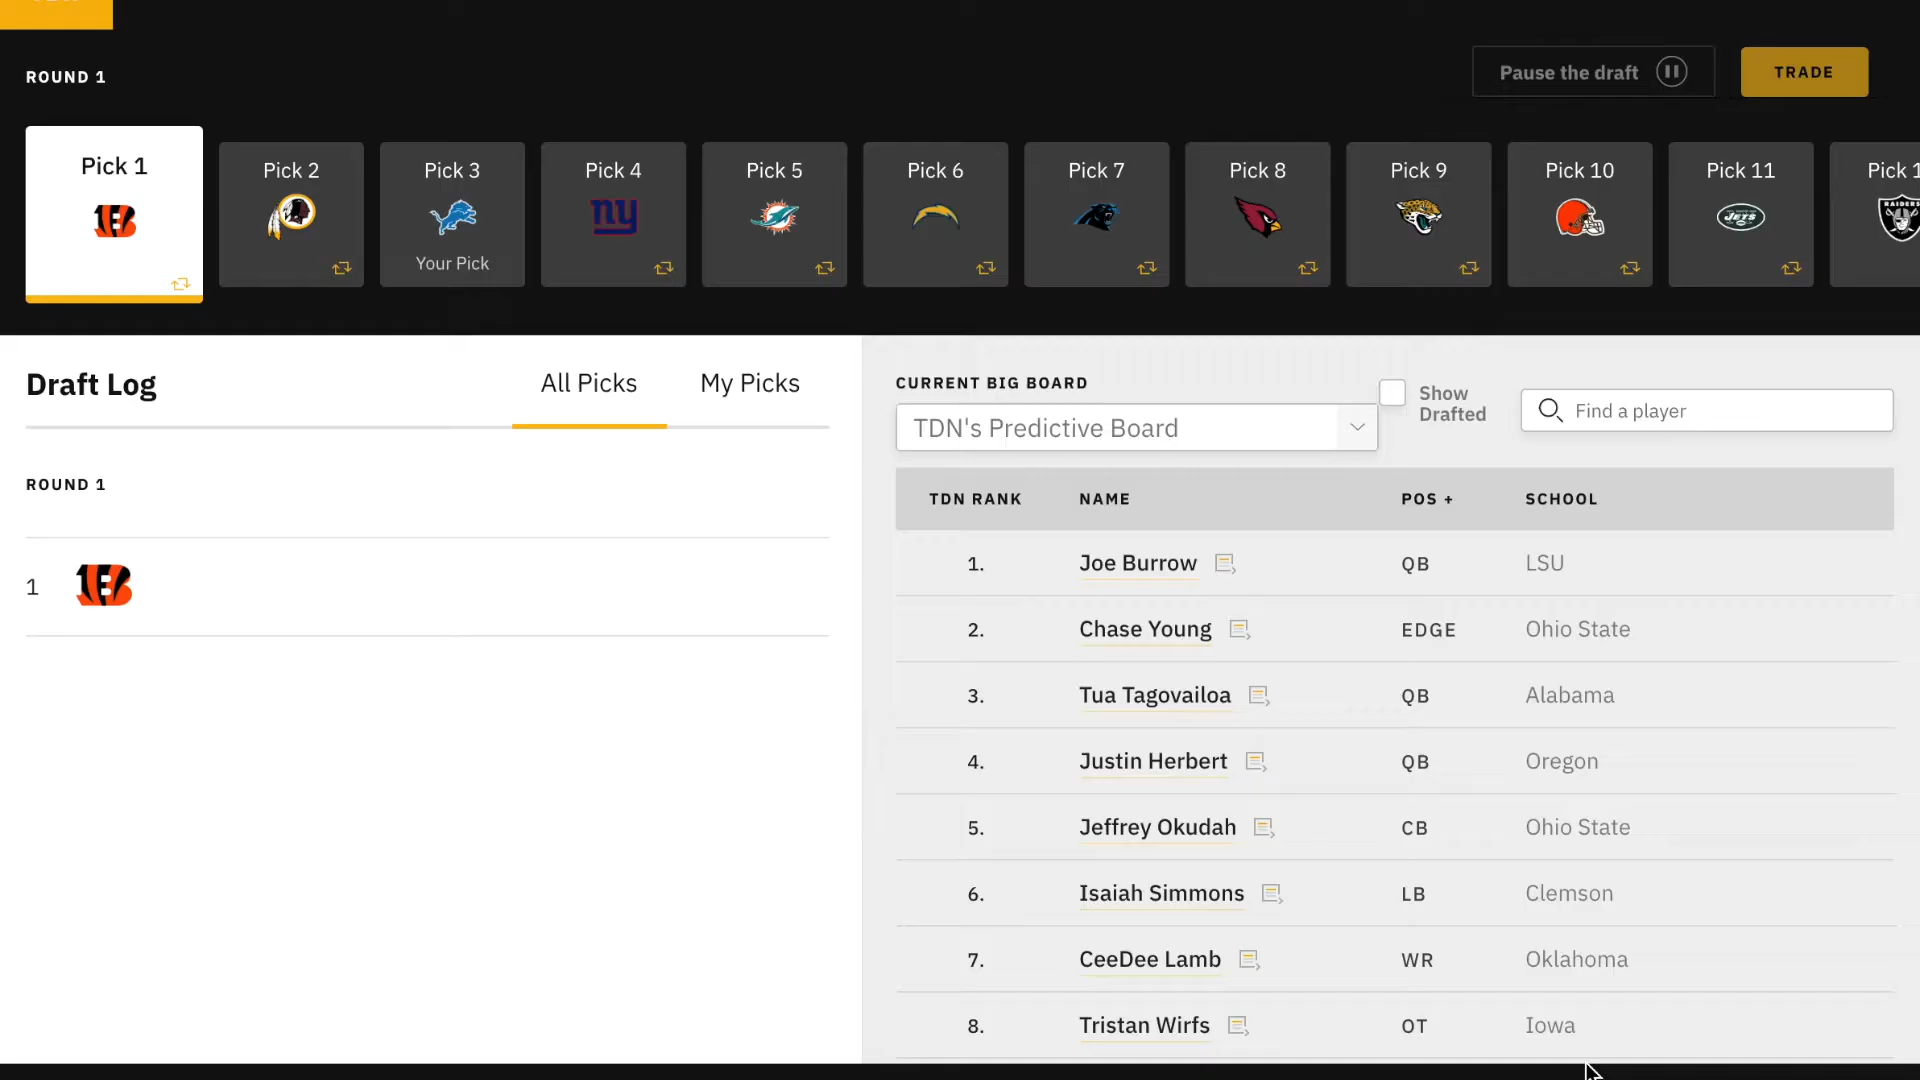 ROUND 1
Pause the draft
TRADE
Pick 1
Pick 2
Pick 3
Your Pick
Pick 4
ny
Pick 5
Pick 6
Pick 7
Pick 8
Pick 9
Pick 10
Pick 11
JETS
Pick 1
RAIDERS
Draft Log
All Picks
My Picks
ROUND 1
1
CURRENT BIG BOARD
TDN's Predictive Board
Show
Drafted
Find a player
TDN RANK NAME POS + SCHOOL
1. Joe Burrow QB LSU
2. Chase Young EDGE Ohio State
3. Tua Tagovailoa QB Alabama
4. Justin Herbert QB Oregon
5. Jeffrey Okudah CB Ohio State
6. Isaiah Simmons LB Clemson
7. CeeDee Lamb WR Oklahoma
8. Tristan Wirfs OT Iowa